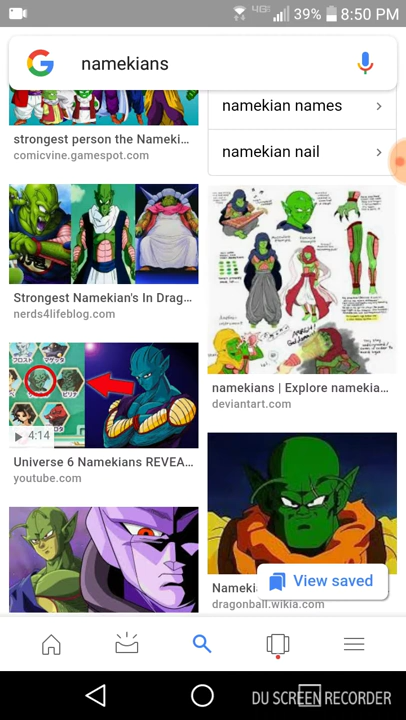 4G
39%
8:50 PM
namekians
namekian names
namekian nail
strongest person the Nameki...
comicvine.gamespot.com
Strongest Namekian's In Drag...
nerds4lifeblog.com
4:14
Universe 6 Namekians REVEA...
youtube.com
namekians | Explore namekia...
deviantart.com
Nameki
dragonball.wikia.com
View saved
DU SCREEN RECORDER